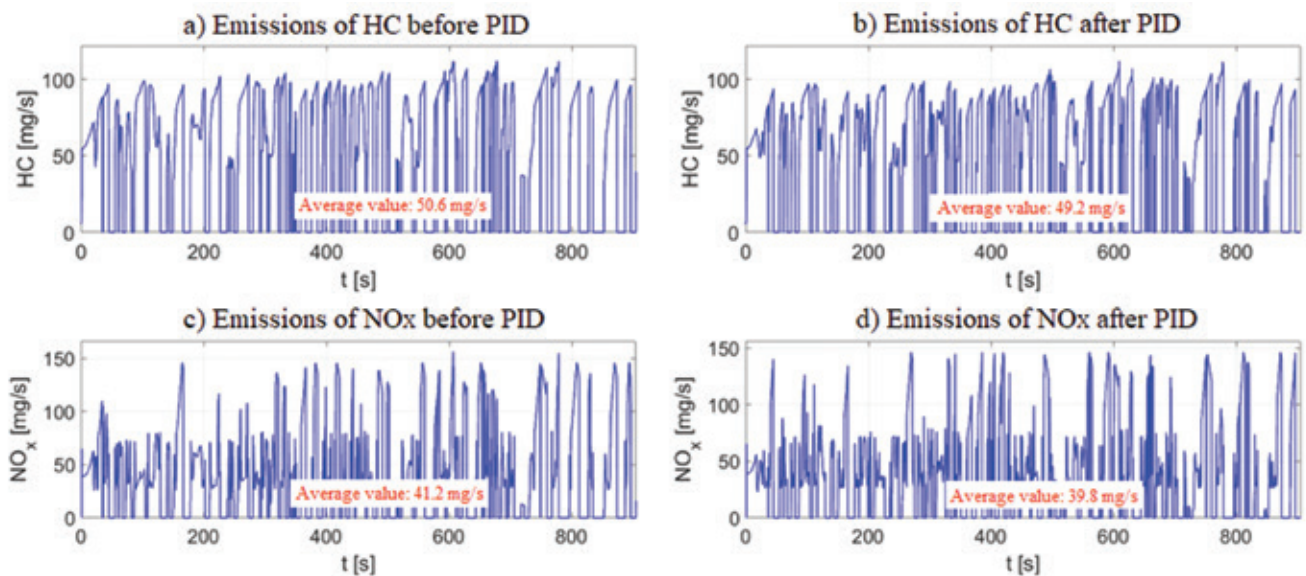 a) Emissions of HC before PID
HC [mg/s]
100
50
0
Average value: 50.6 mg/s
0 200 400 600 800
t [s]
b) Emissions of HC after PID
HC [mg/s]
100
50
0
Average value: 49.2 mg/s
0 200 400 600 800
t [s]
c) Emissions of NOx before PID
NOx [mg/s]
150
100
50
0
Average value: 41.2 mg/s
0 200 400 600 800
t [s]
d) Emissions of NOx after PID
NOx [mg/s]
150
100
50
0
Average value: 39.8 mg/s
0 200 400 600 800
t [s]